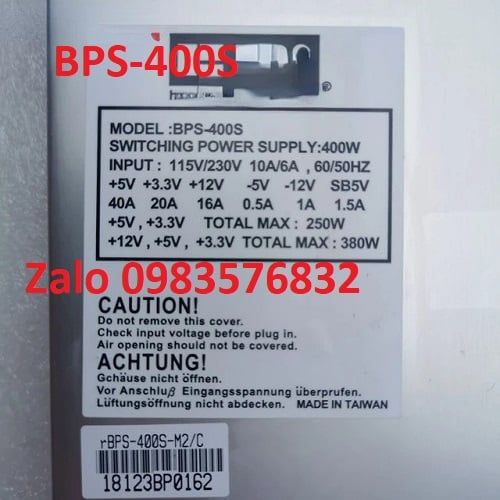 BPS-400S
MODEL :BPS-400S
SWITCHING POWER SUPPLY:400W
INPUT : 115V/230V 10A/6A , 60/50HZ
+5V +3.3V +12V -5V -12V SB5V
40A 20A 16A 0.5A 1A 1.5A
+5V , +3.3V TOTAL MAX : 250W
+12V , +5V , +3.3V TOTAL MAX : 380W
Zalo 0983576832
CAUTION!
Do not remove this cover.
Check input voltage before plug in.
Air opening should not be covered.
ACHTUNG!
Gchäuse nicht öffnen.
Vor Anschluβ Eingangsspannung überprufen.
Lüftungsöffnung nicht abdecken. MADE IN TAIWAN
rBPS-400S-M2/C
18123BP0162